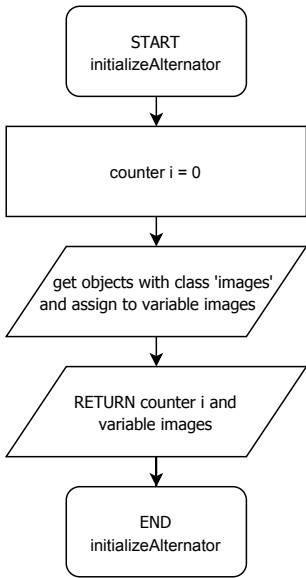 START
initializeAlternator
counter i = 0
get objects with class 'images'
and assign to variable images
RETURN counter i and
variable images
END
initializeAlternator